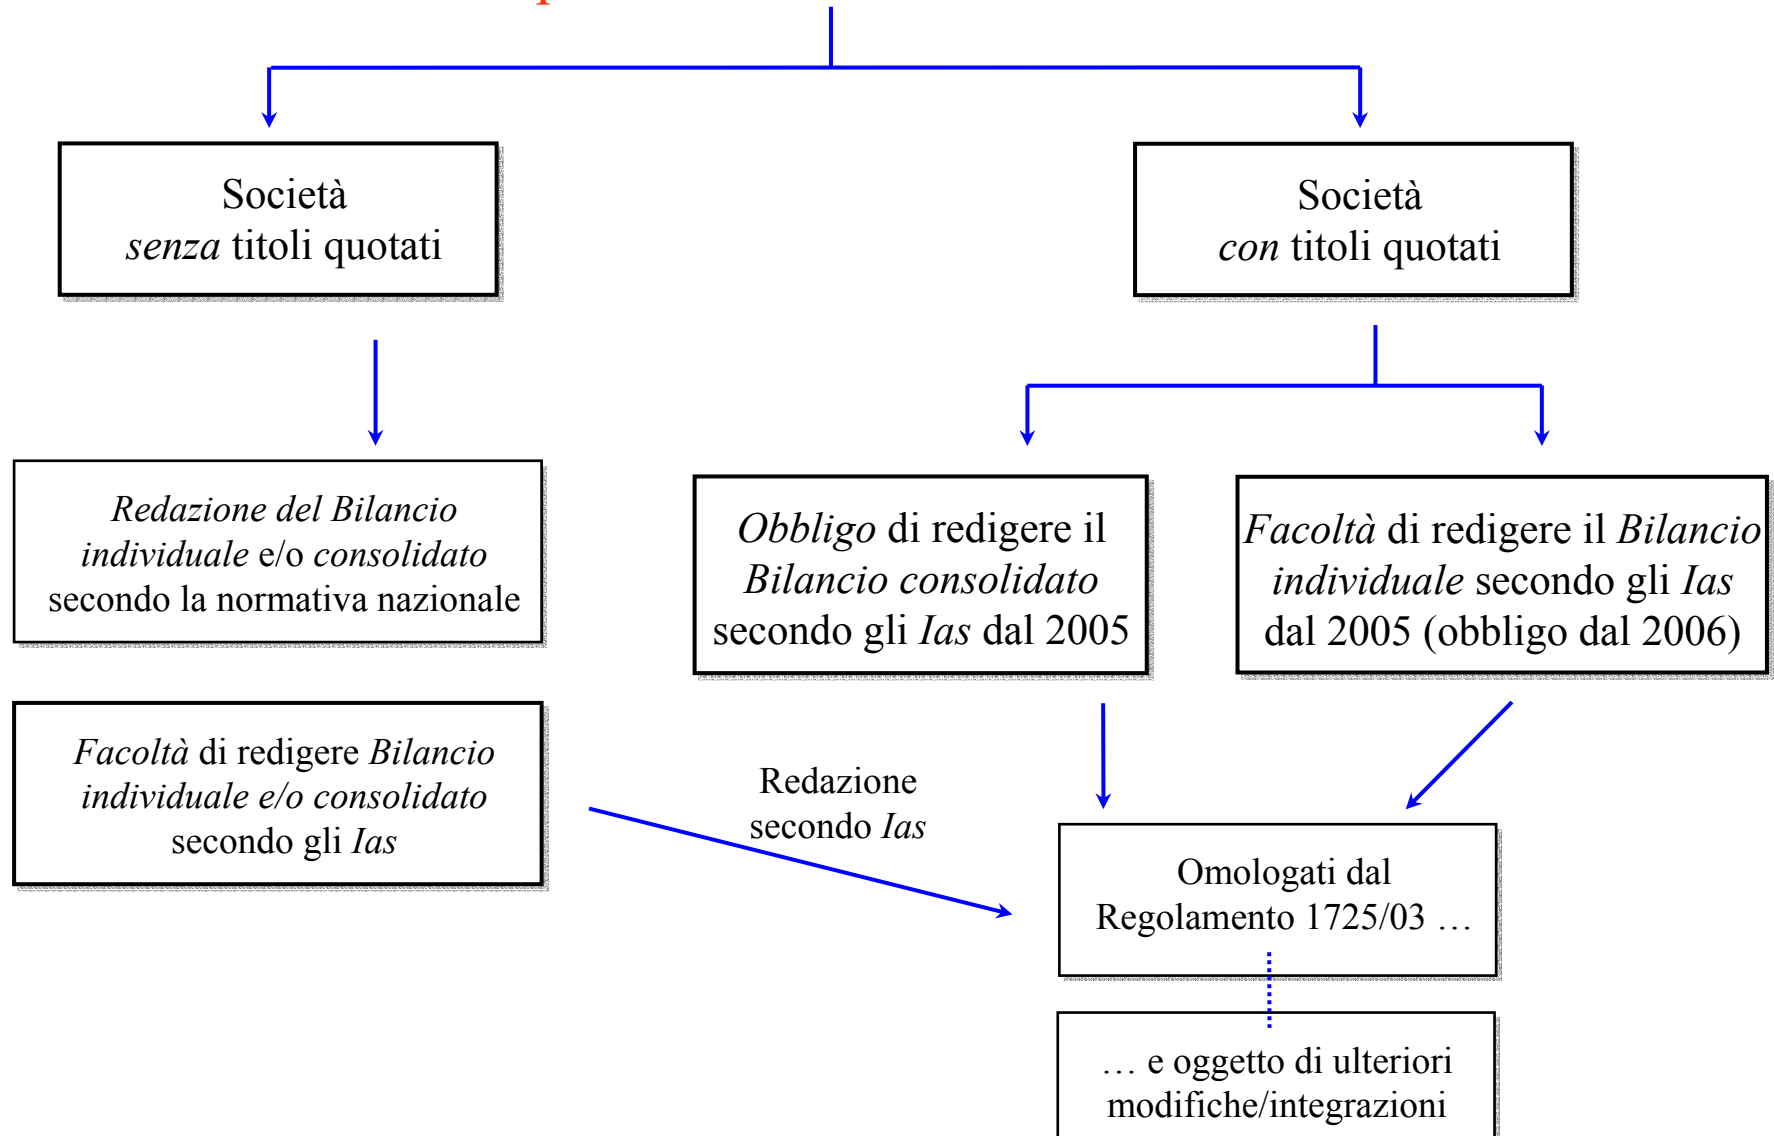 Società
senza titoli quotati
Società
con titoli quotati
Redazione del Bilancio
individuale e/o consolidato
secondo la normativa nazionale
Obbligo di redigere il
Bilancio consolidato
secondo gli Ias dal 2005
Facoltà di redigere il Bilancio
individuale secondo gli Ias
dal 2005 (obbligo dal 2006)
Facoltà di redigere Bilancio
individuale e/o consolidato
secondo gli Ias
Redazione
secondo Ias
Omologati dal
Regolamento 1725/03 …
… e oggetto di ulteriori
modifiche/integrazioni